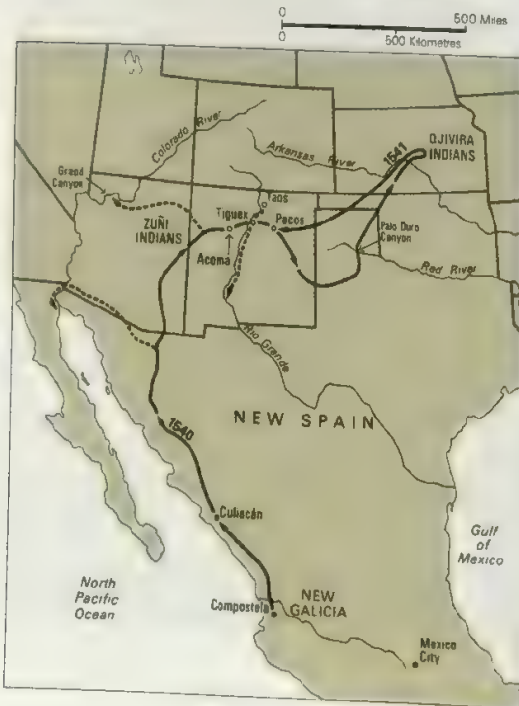 0
500 Miles
0
500 Kilometres
Colorado River
Arkansas
River
1541
OJIVIRA
INDIANS
Grand
Canyon
Taos
ZUÑI
INDIANS
Tiguex
Pecos
Palo Duro
Canyon
Acoma
Red River
Rio Grande
NEW SPAIN
1540
Culiacán
Gulf
of
Mexico
North
Pacific
Ocean
Compostela
NEW
GALICIA
Mexico
City